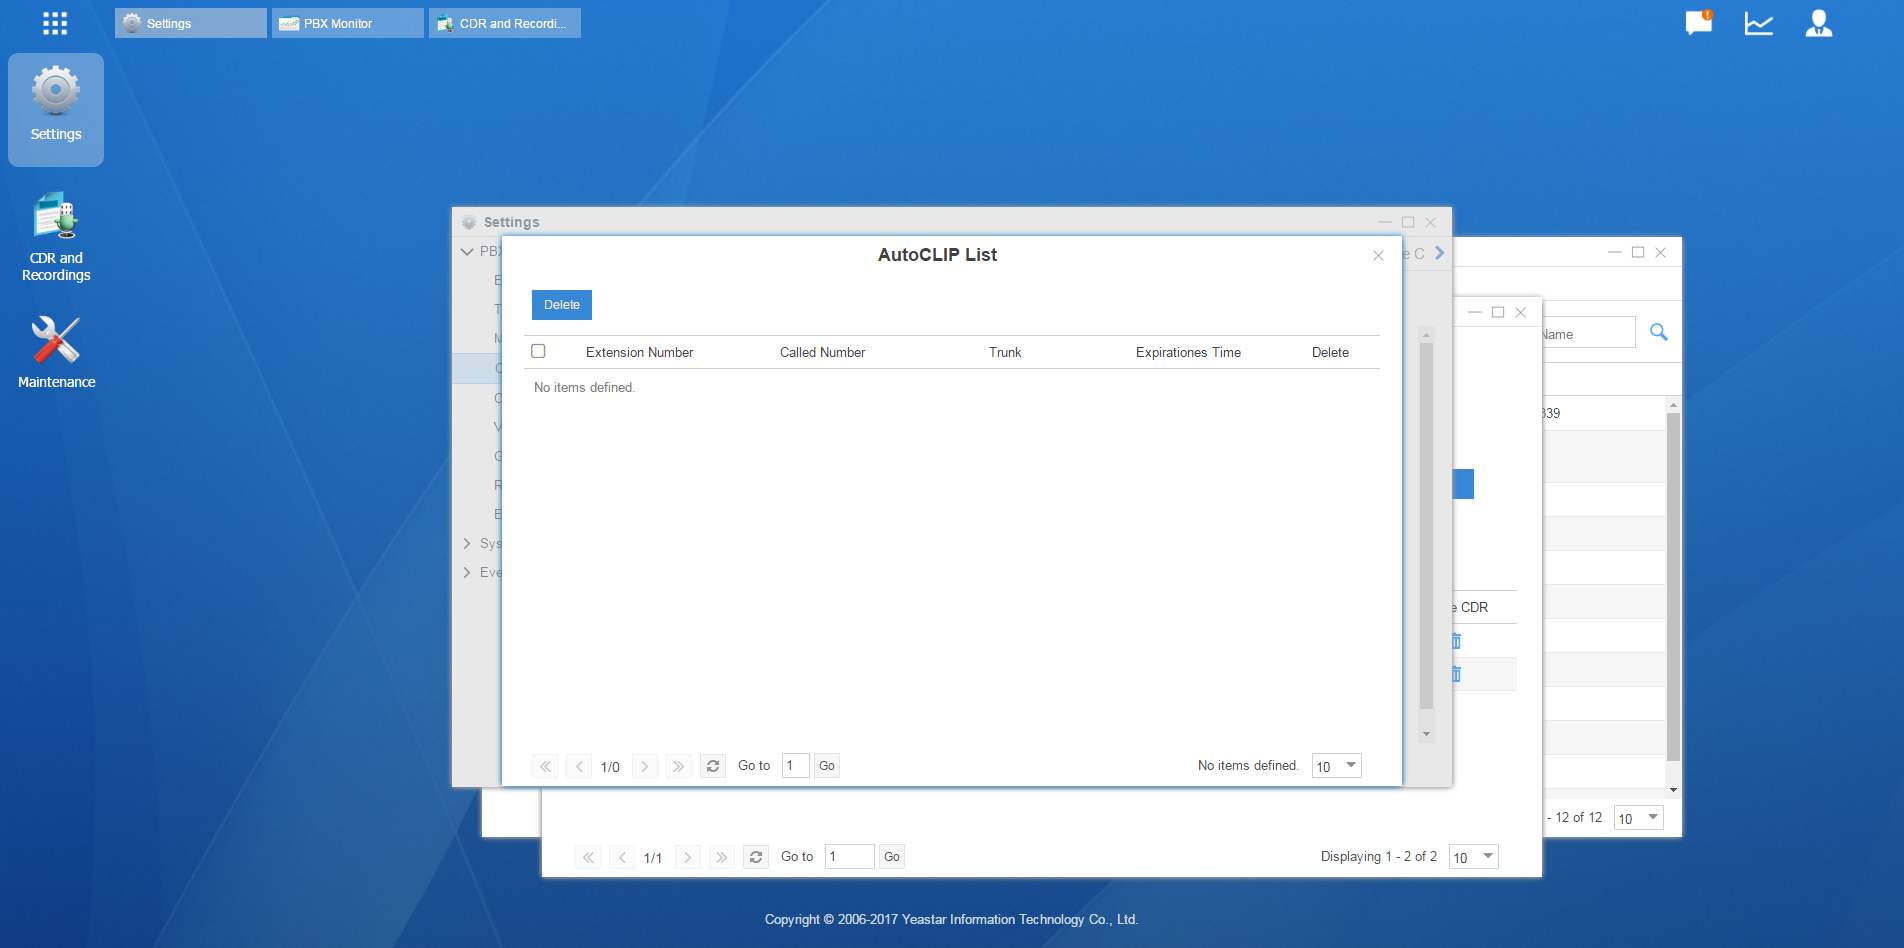 Settings
PBX Monitor
CDR and Recordi...
!
Settings
CDR and
Recordings
Maintenance
Settings
AutoCLIP List
Delete
Extension Number
Called Number
Trunk
Expirationes Time
Delete
No items defined.
1/0
Go to
1
Go
No items defined.
10
Name
339
e CDR
- 12 of 12
10
1/1
Go to
1
Go
Displaying 1 - 2 of 2
10
Copyright © 2006-2017 Yeastar Information Technology Co., Ltd.